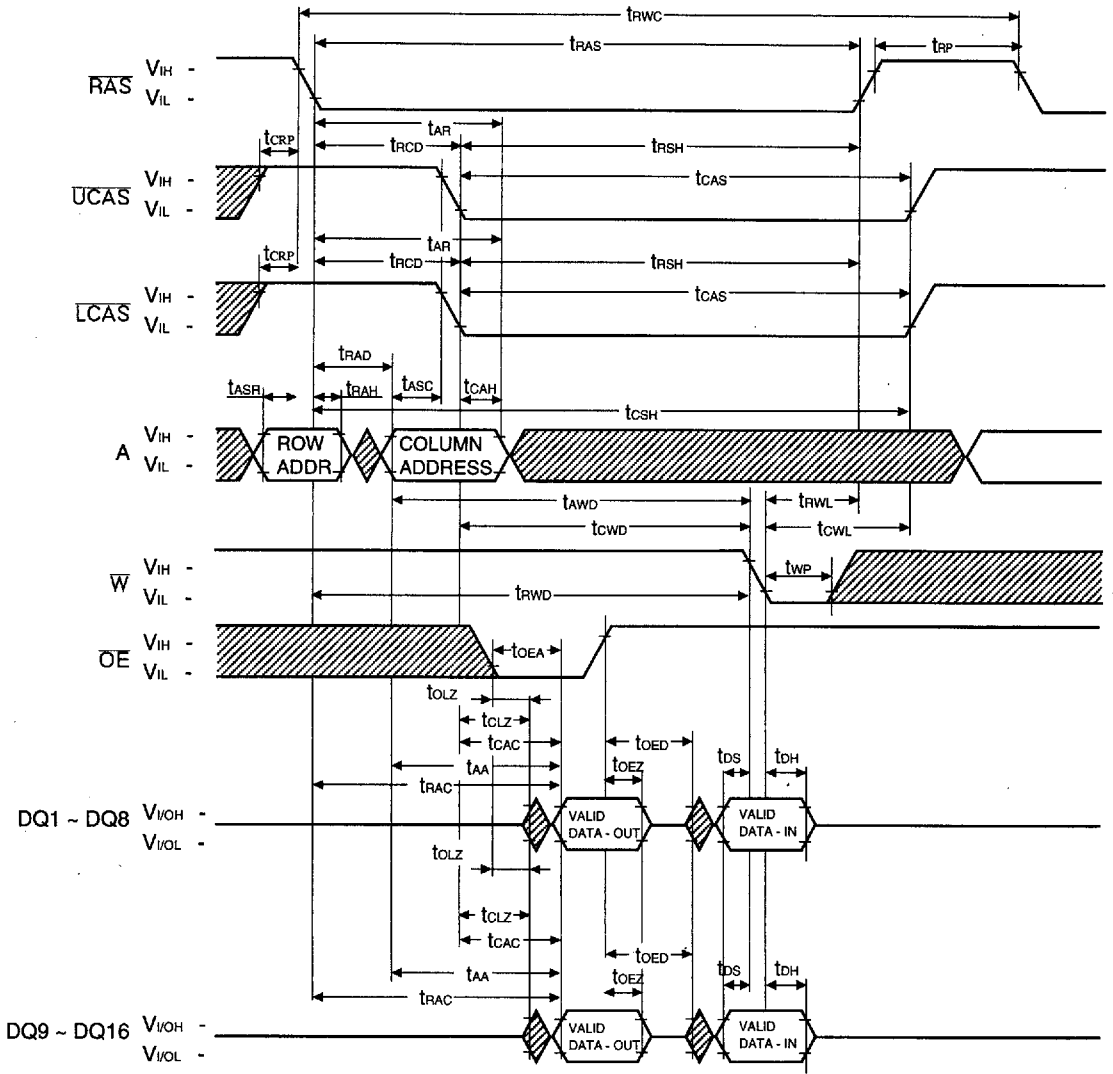 tRWC
tRAS
tRP
RAS
VIH -
VIL -
tAR
tCRP
tRCD
tRSH
UCAS
VIH -
VIL -
tCAS
tAR
tCRP
tRCD
tRSH
LCAS
VIH -
VIL -
tCAS
tRAD
tASR
tRAH
tASC
tCAH
tCSH
A
VIH -
VIL -
ROW ADDR
COLUMN ADDRESS
tAWD
tRWL
tCWD
tCWL
W
VIH -
VIL -
tWP
tRWD
OE
VIH -
VIL -
tOEA
tOLZ
tCLZ
tCAC
tOED
tAA
tOEZ
tDS
tDH
tRAC
DQ1 ~ DQ8
VI/OH -
VI/OL -
VALID DATA - OUT
VALID DATA - IN
tOLZ
tCLZ
tCAC
tOED
tAA
tOEZ
tDS
tDH
tRAC
DQ9 ~ DQ16
VI/OH -
VI/OL -
VALID DATA - OUT
VALID DATA - IN